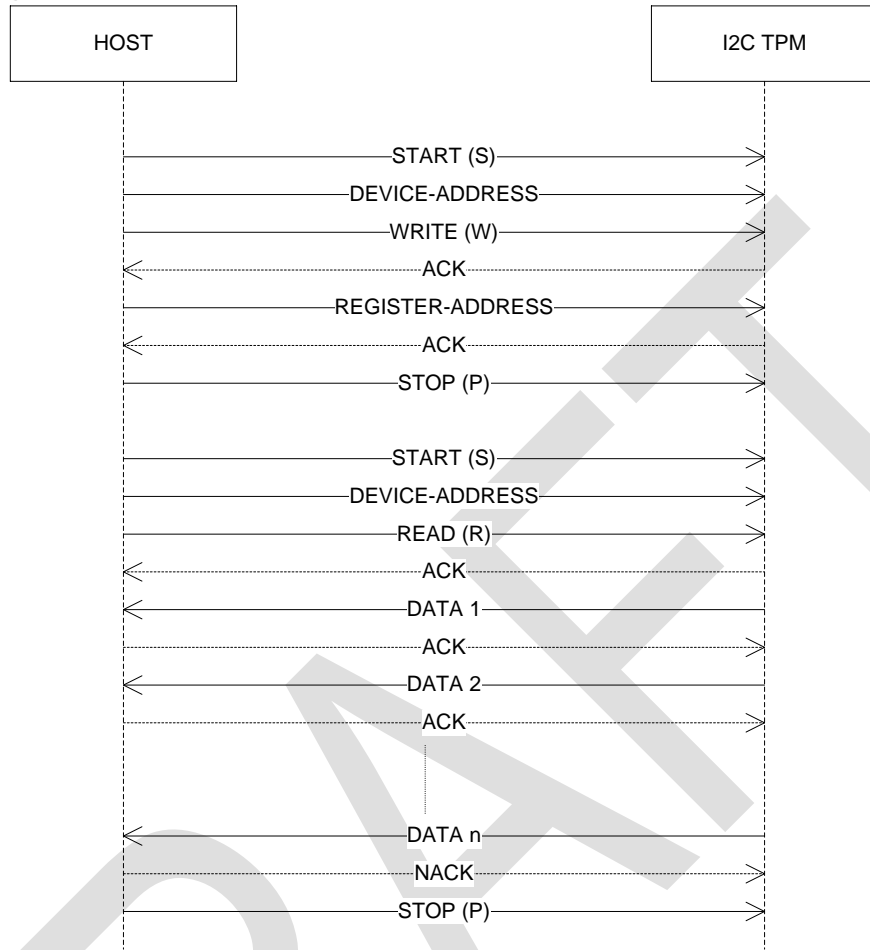 HOST
I2C TPM
START (S)
DEVICE-ADDRESS
WRITE (W)
ACK
REGISTER-ADDRESS
ACK
STOP (P)
START (S)
DEVICE-ADDRESS
READ (R)
ACK
DATA 1
ACK
DATA 2
ACK
DATA n
NACK
STOP (P)
DRAFT